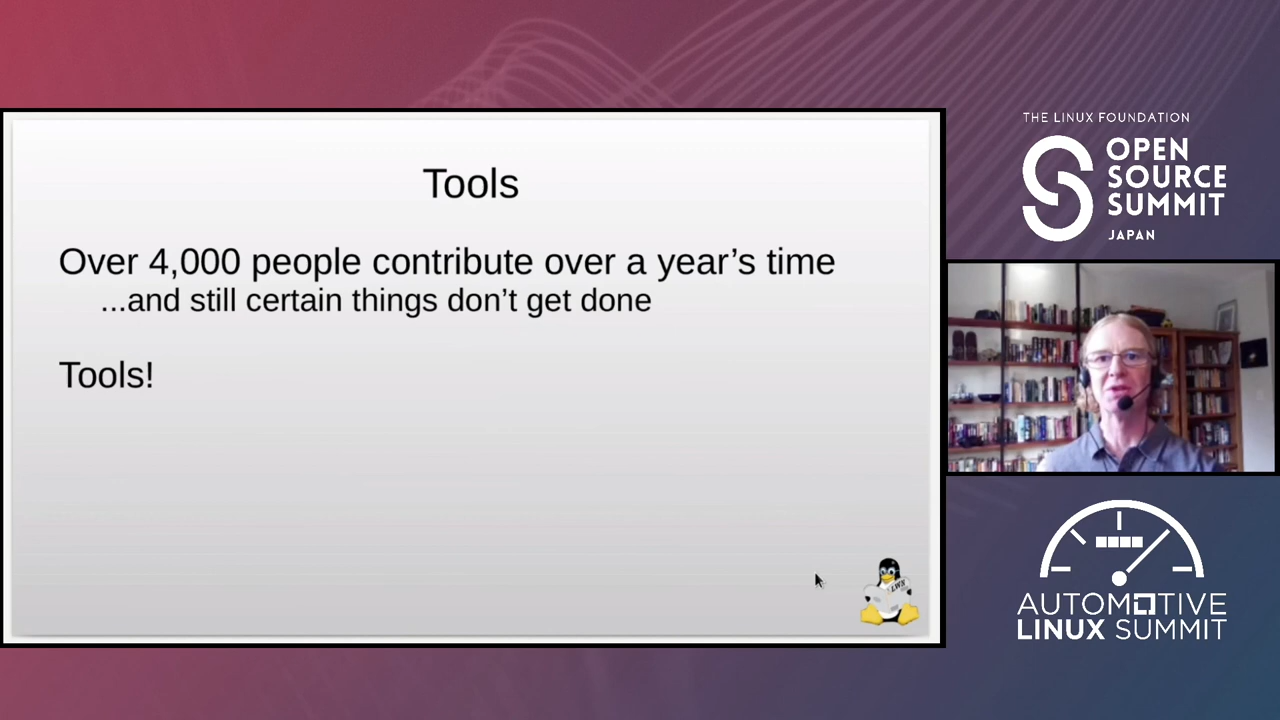 Tools
Over 4,000 people contribute over a year’s time
...and still certain things don’t get done
Tools!
LWN
THE LINUX FOUNDATION
OPEN
SOURCE
SUMMIT
JAPAN
AUTOMOTIVE
LINUX SUMMIT